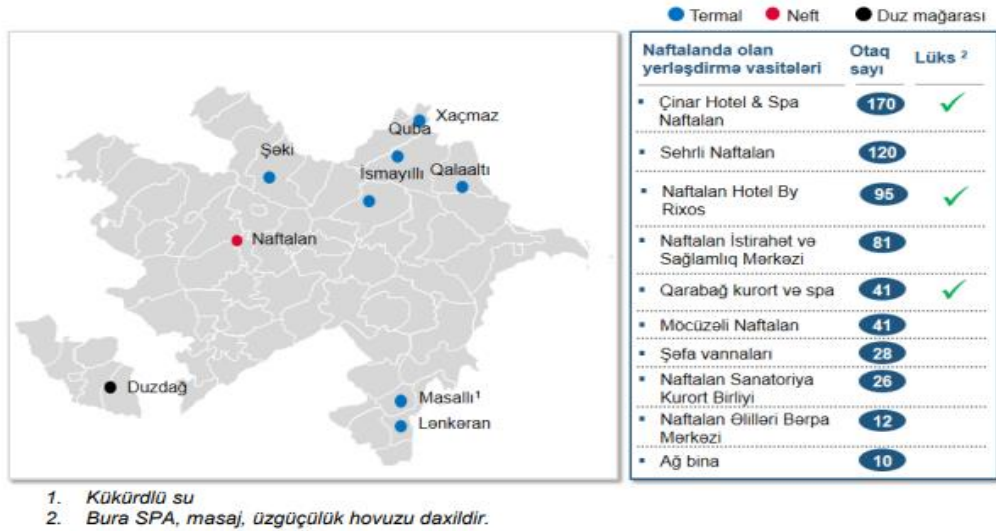 Termal Neft Duz mağarası
Xaçmaz
Quba
Şəki
İsmayıllı Qalaaltı
Naftalan
Duzdağ
Masallı¹
Lənkəran
Naftalanda olan Otaq Lüks ²
yerləşdirmə vasitələri sayı
▪ Çinar Hotel & Spa 170 ✓
Naftalan
▪ Sehrli Naftalan 120
▪ Naftalan Hotel By 95 ✓
Rixos
▪ Naftalan İstirahət və 81
Sağlamlıq Mərkəzi
▪ Qarabağ kurort və spa 41 ✓
▪ Möcüzəli Naftalan 41
▪ Şəfa vannaları 28
▪ Naftalan Sanatoriya 26
Kurort Birliyi
▪ Naftalan Əlilləri Bərpa 12
Mərkəzi
▪ Ağ bina 10
1. Kükürdlü su
2. Bura SPA, masaj, üzgüçülük hovuzu daxildir.